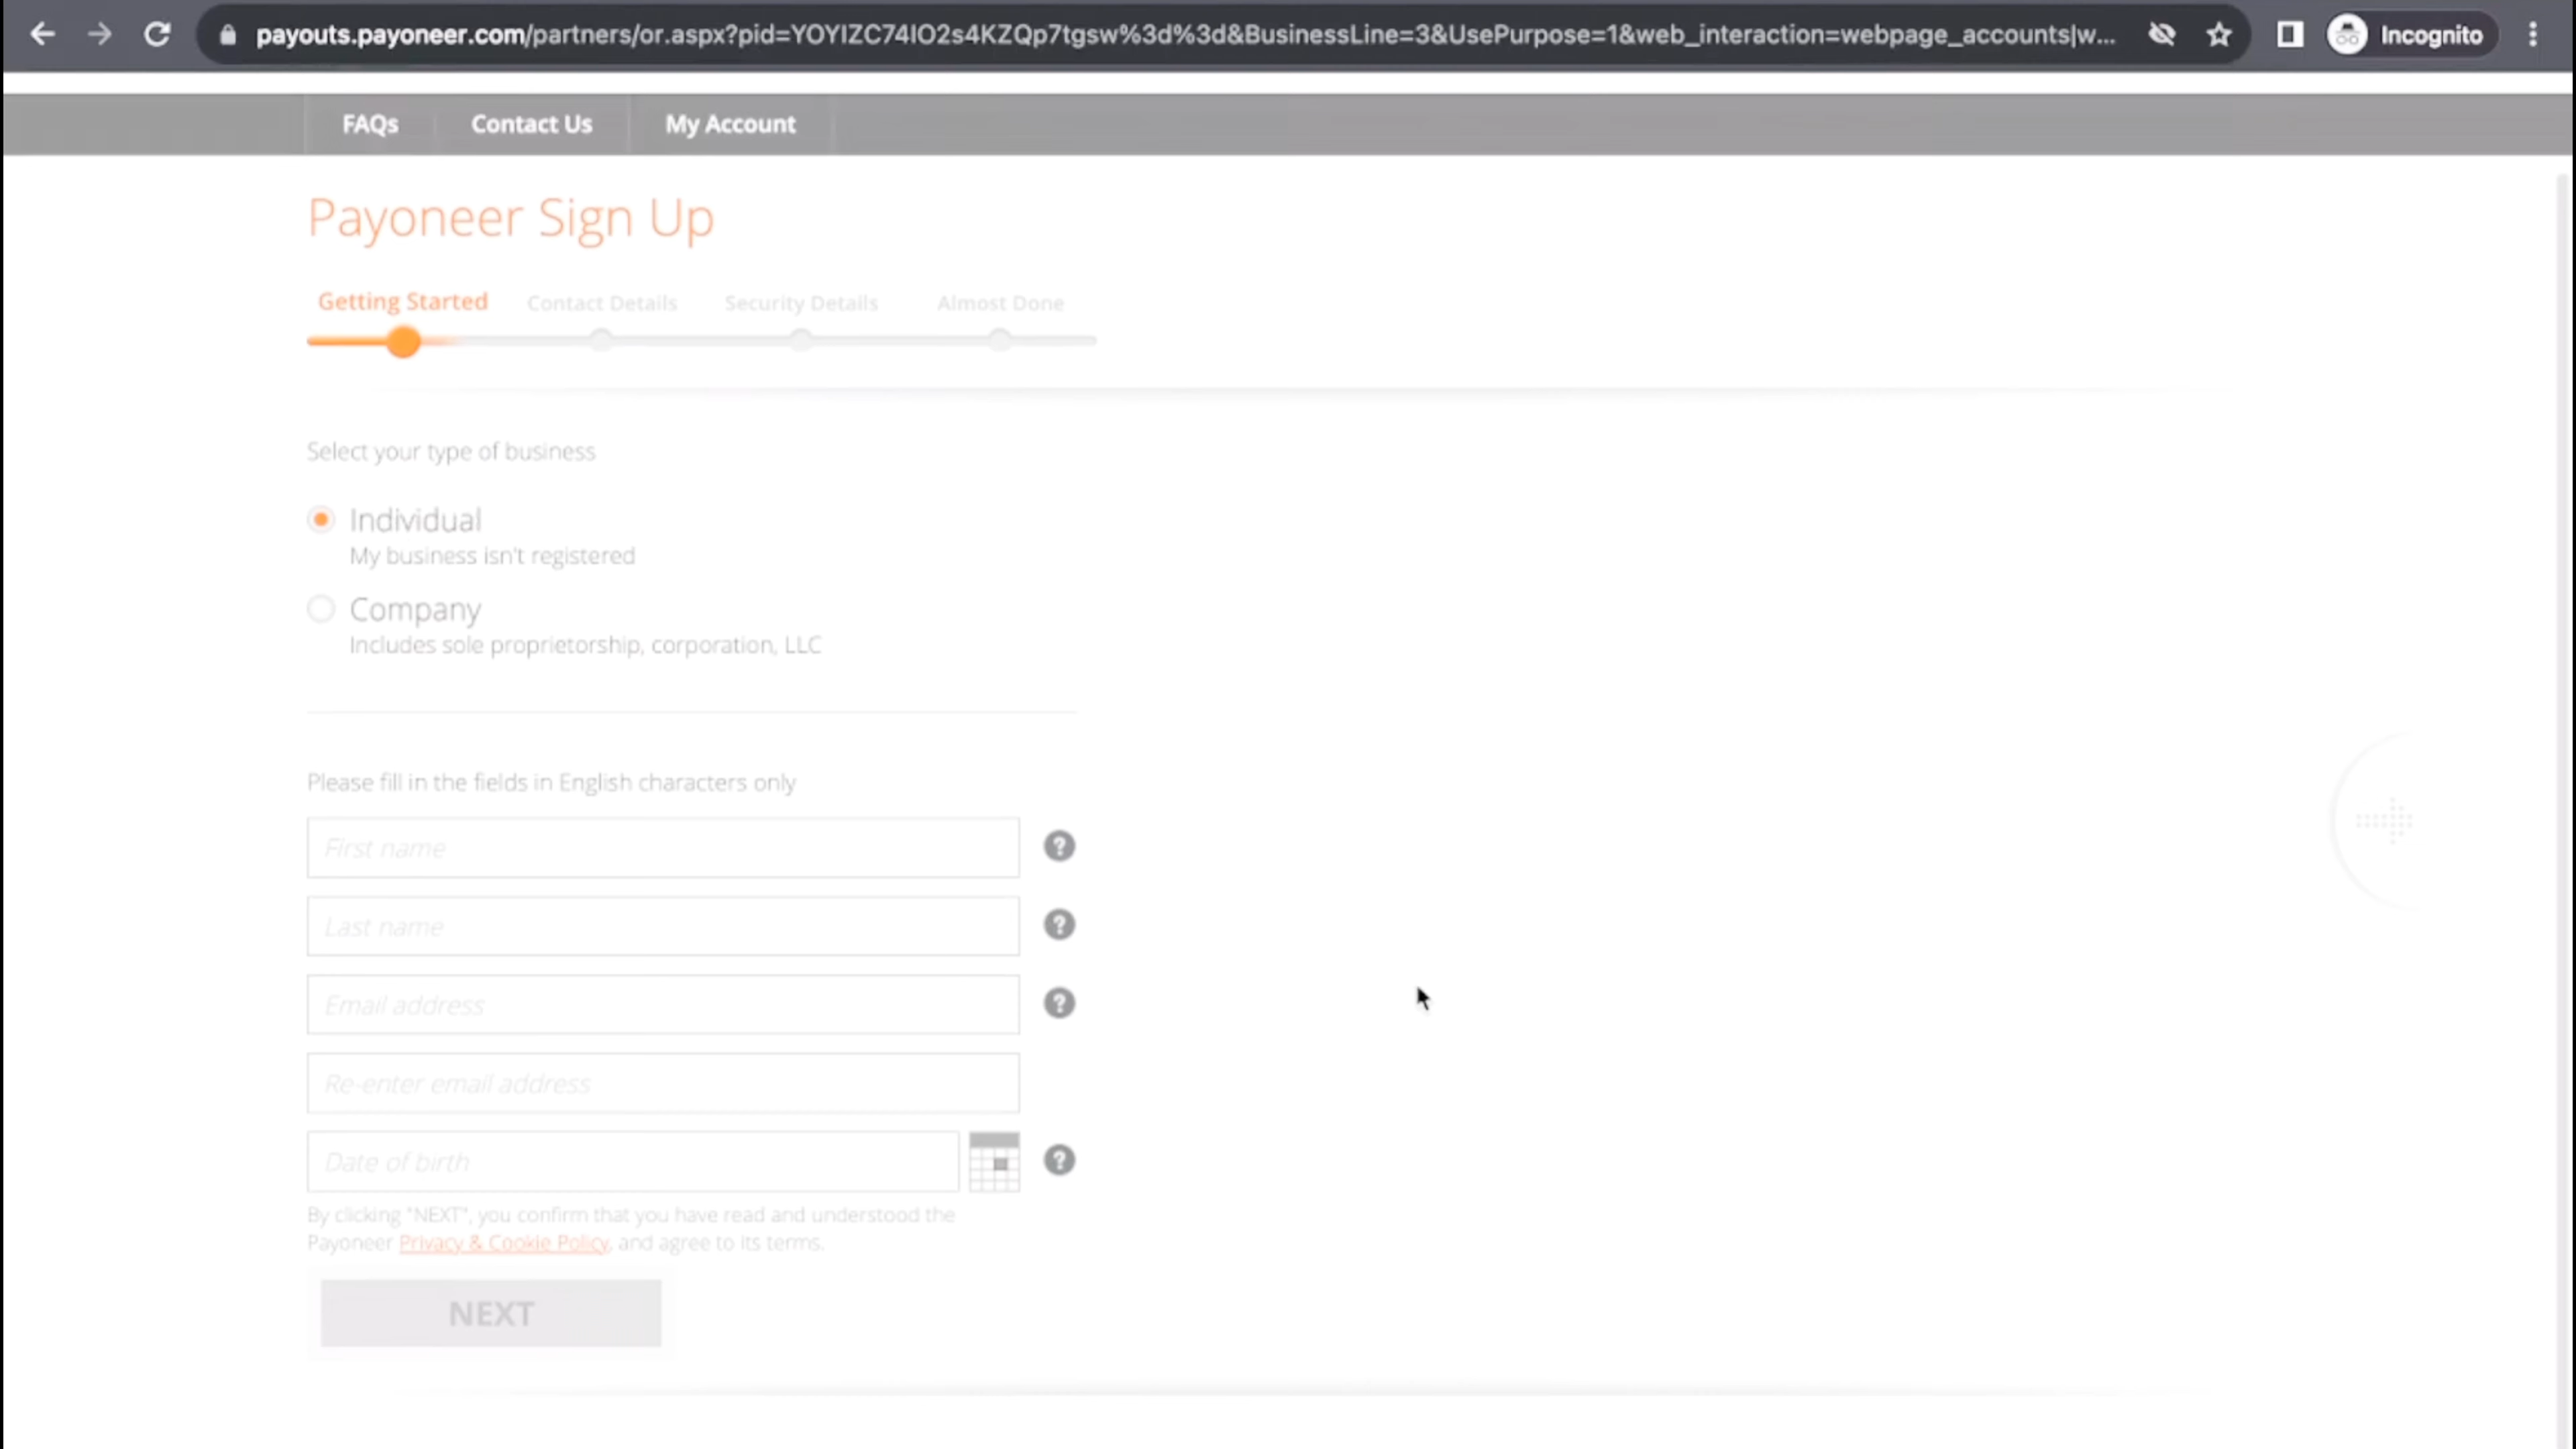 payouts.payoneer.com/partners/or.aspx?pid=YOYIZC74IO2s4KZQp7tgsw%3d%3d&BusinessLine=3&UsePurpose=1&web_interaction=webpage_accounts|w...
Incognito
FAQs
Contact Us
My Account
Payoneer Sign Up
Getting Started
Contact Details
Security Details
Almost Done
Select your type of business
Individual
My business isn't registered
Company
Includes sole proprietorship, corporation, LLC
Please fill in the fields in English characters only
First name
Last name
Email address
Re-enter email address
Date of birth
By clicking "NEXT", you confirm that you have read and understood the
Payoneer Privacy & Cookie Policy, and agree to its terms.
NEXT